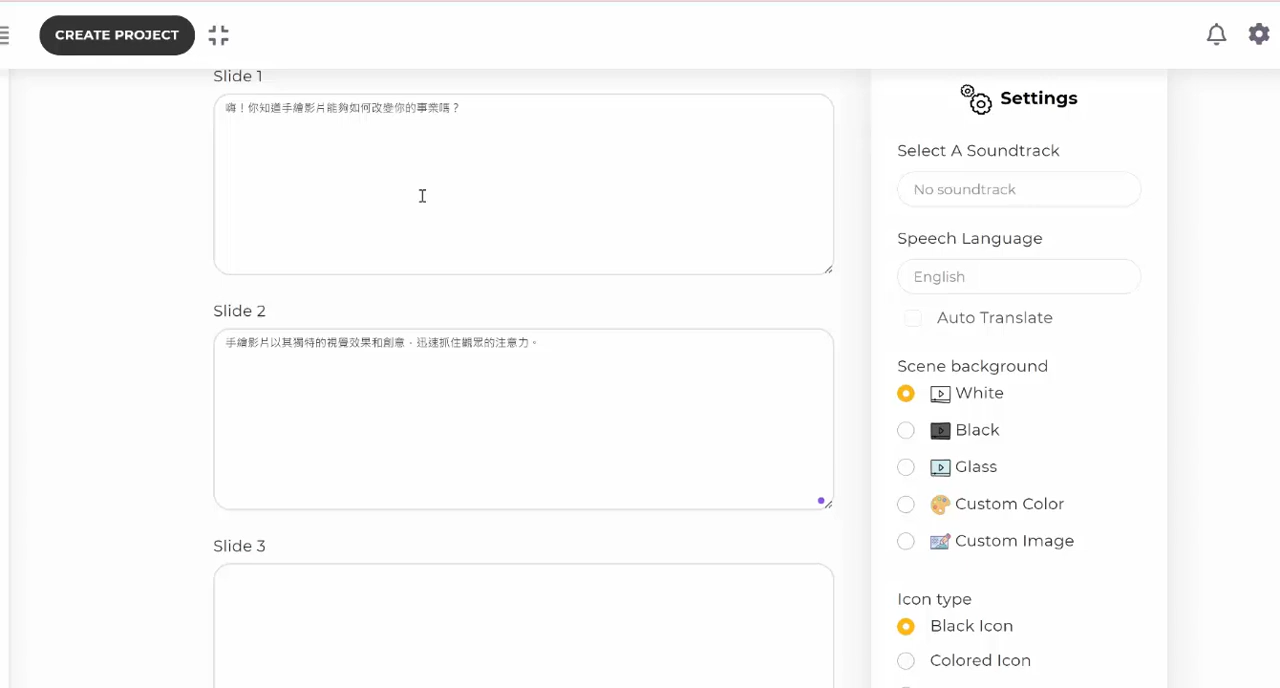 CREATE PROJECT
Slide 1
嗨！你知道手繪影片能夠如何改變你的事業嗎？
Slide 2
手繪影片以其獨特的視覺效果和創意，迅速抓住觀眾的注意力。
Slide 3
Settings
Select A Soundtrack
No soundtrack
Speech Language
English
Auto Translate
Scene background
White
Black
Glass
Custom Color
Custom Image
Icon type
Black Icon
Colored Icon